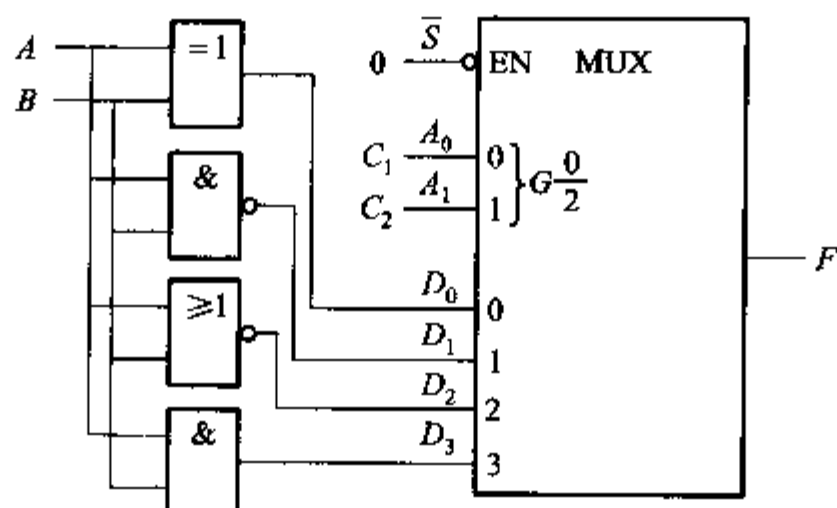 A
B
= 1
&
≥1
&
0
S̅
EN
MUX
C₁
A₀
0
C₂
A₁
1
G 0/2
F
D₀
0
D₁
1
D₂
2
D₃
3